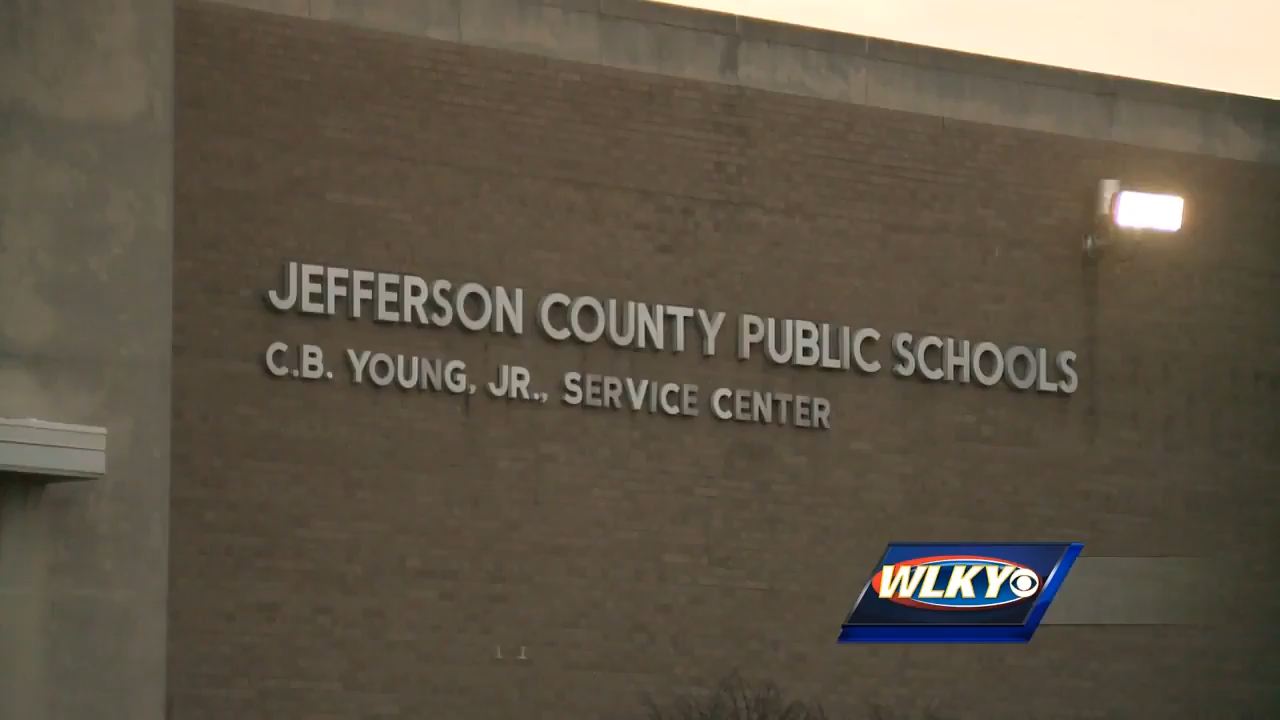 JEFFERSON COUNTY PUBLIC SCHOOLS
C.B. YOUNG, JR., SERVICE CENTER
WLKY